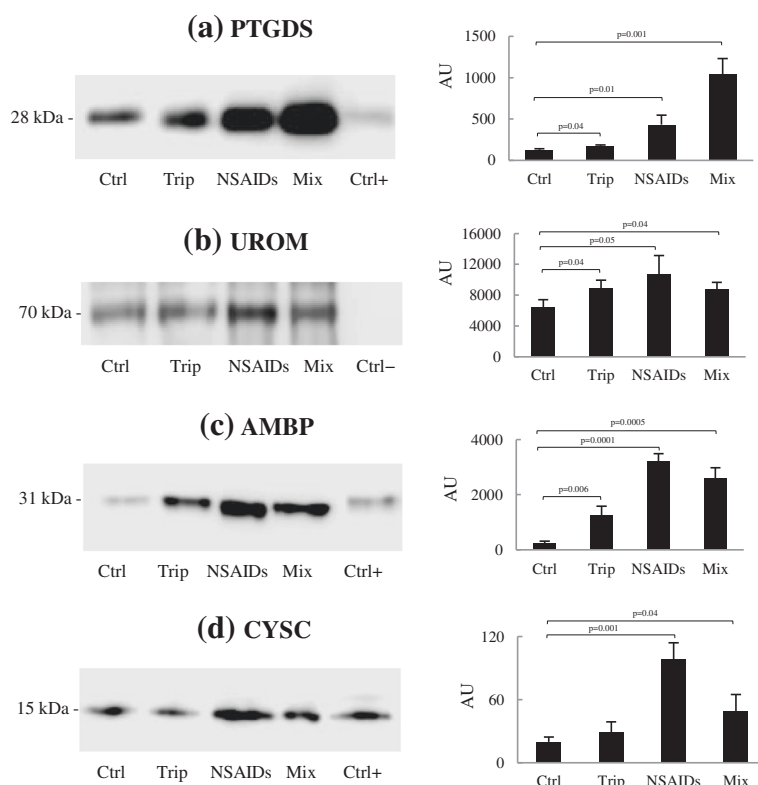 (a) PTGDS
28 kDa -
Ctrl Trip NSAIDs Mix Ctrl+
AU
1500
1000
500
0
p=0.001
p=0.01
p=0.04
Ctrl Trip NSAIDs Mix
(b) UROM
70 kDa -
Ctrl Trip NSAIDs Mix Ctrl−
AU
16000
12000
8000
4000
0
p=0.04
p=0.05
p=0.04
Ctrl Trip NSAIDs Mix
(c) AMBP
31 kDa -
Ctrl Trip NSAIDs Mix Ctrl+
AU
4000
2000
0
p=0.0005
p=0.0001
p=0.006
Ctrl Trip NSAIDs Mix
(d) CYSC
15 kDa -
Ctrl Trip NSAIDs Mix Ctrl+
AU
120
60
0
p=0.04
p=0.001
Ctrl Trip NSAIDs Mix